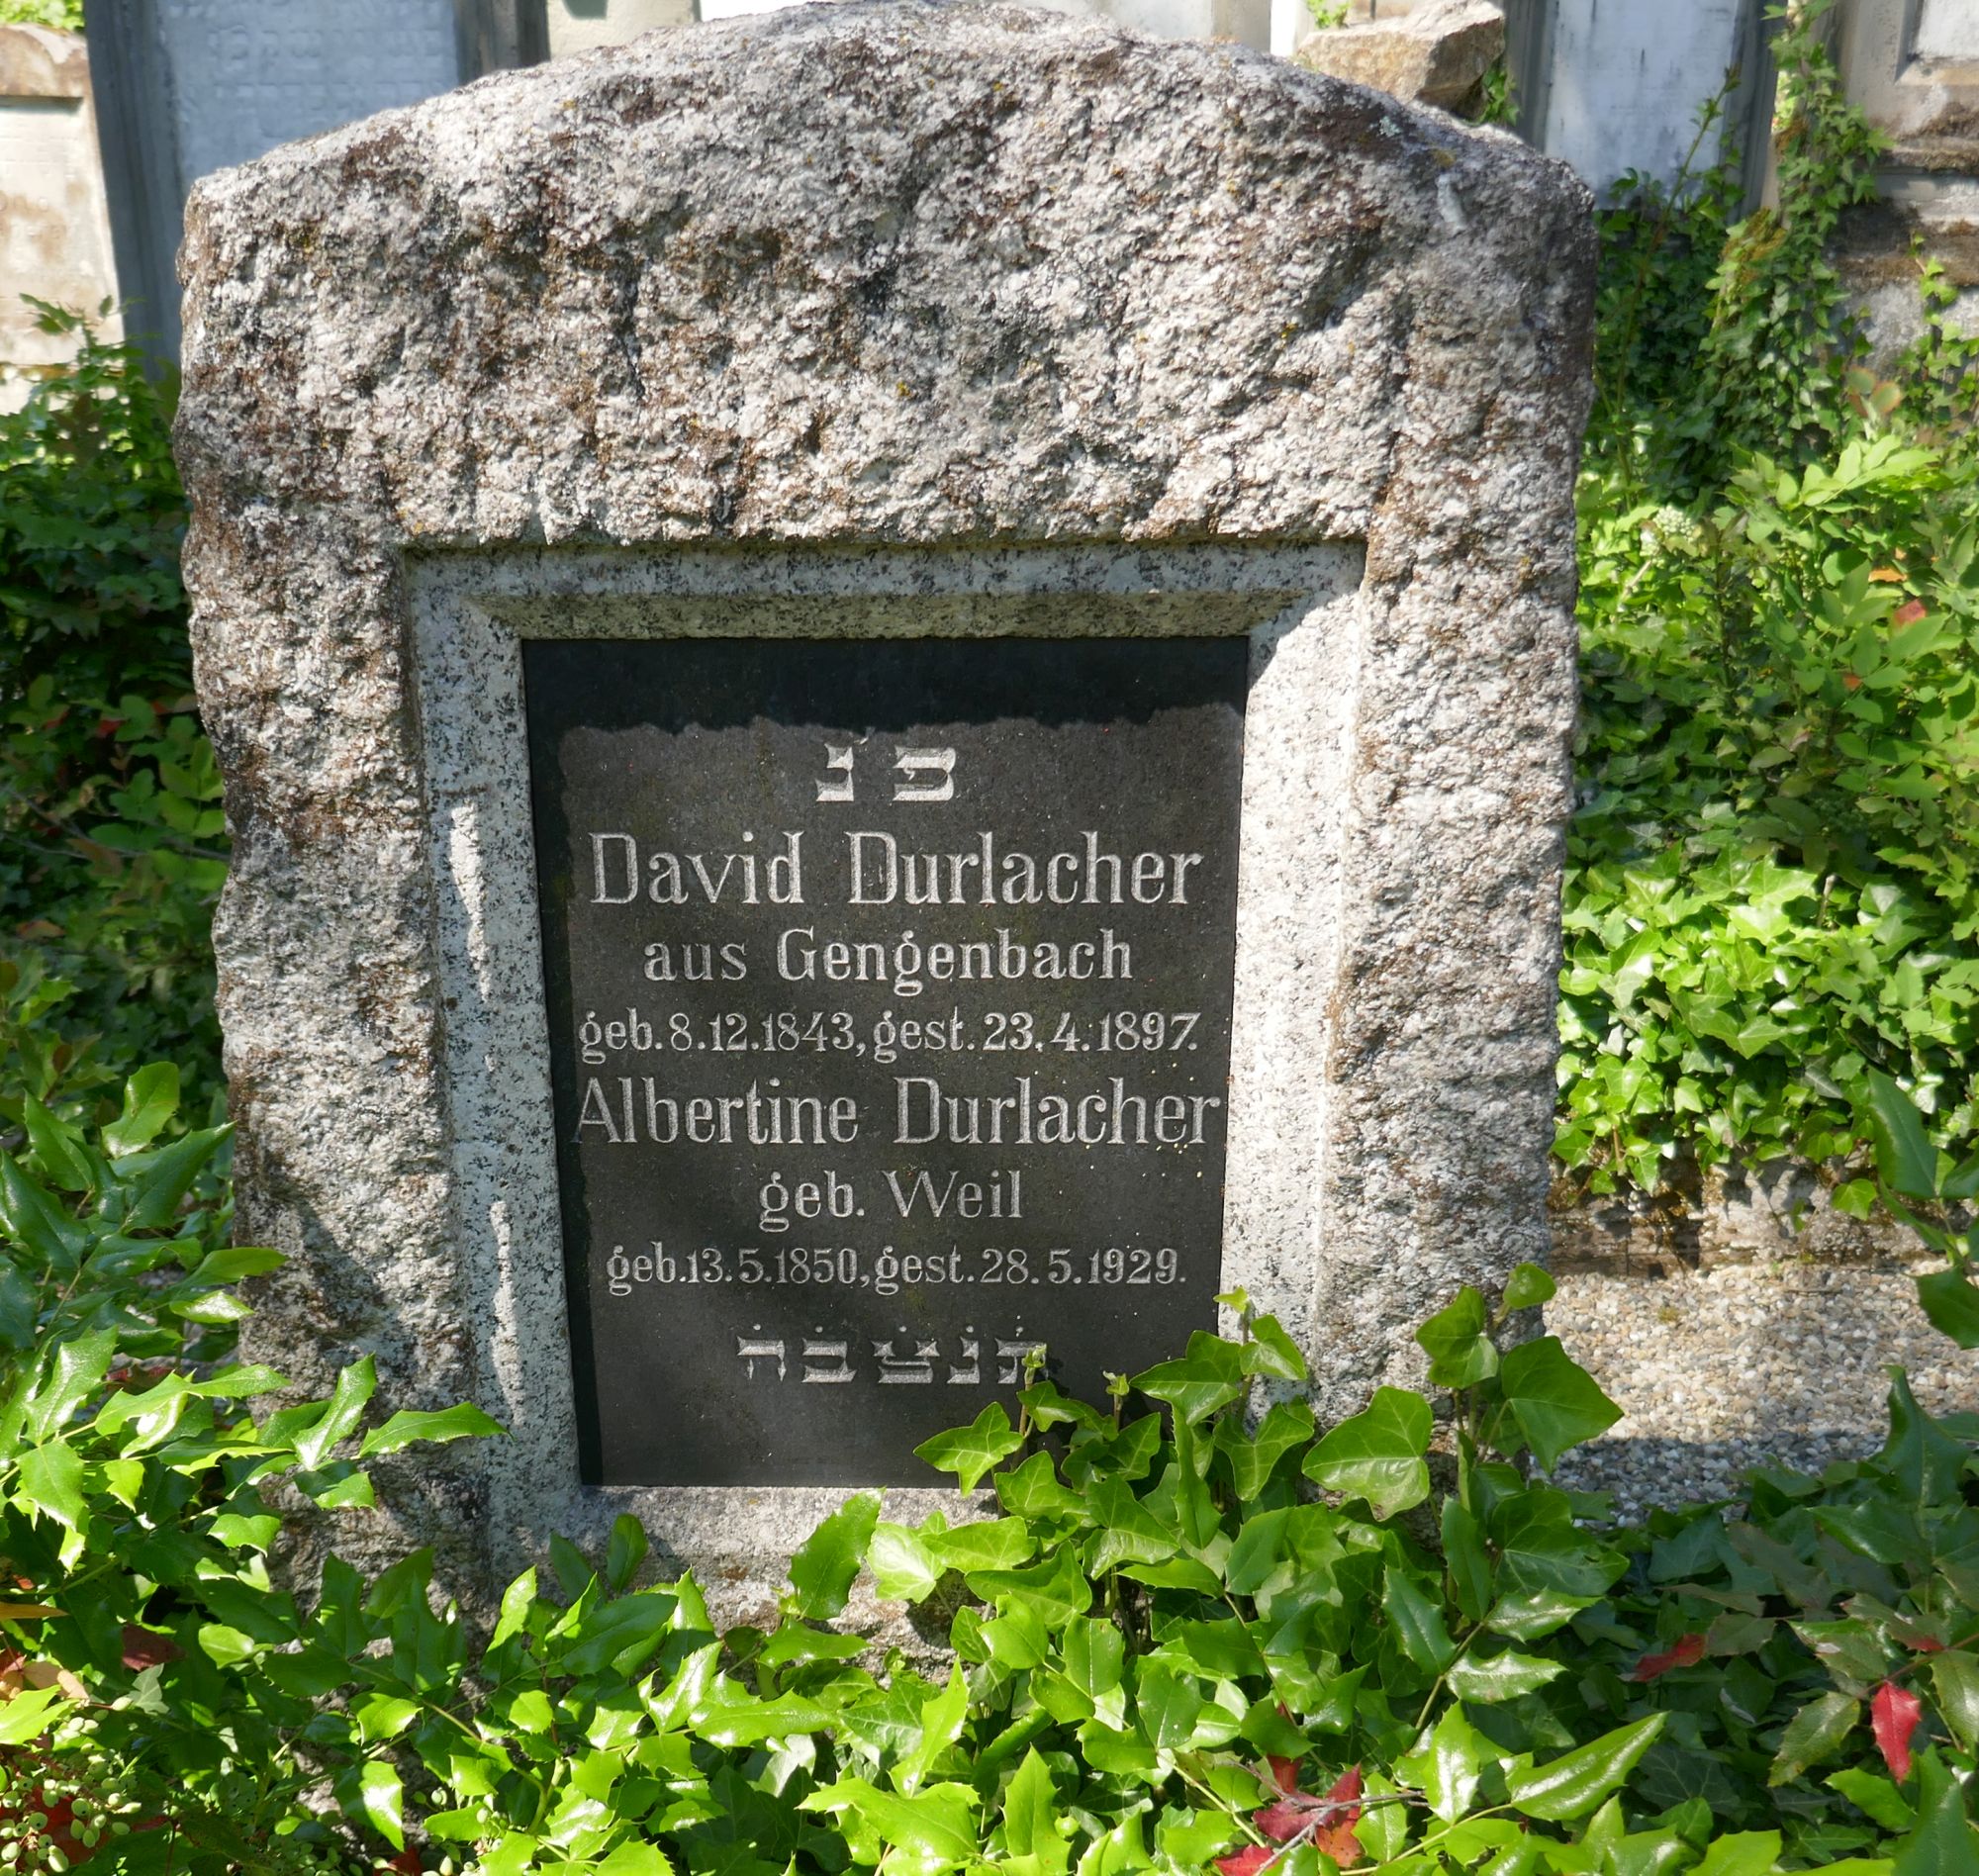 פ נ
David Durlacher
aus Gengenbach
geb. 8.12.1843, gest. 23.4.1897.
Albertine Durlacher
geb. Weil
geb. 13.5.1850, gest. 28.5.1929.
תׄנׄצׄבׄהׄ